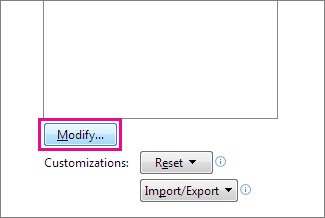 Modify...
Customizations: Reset
Import/Export